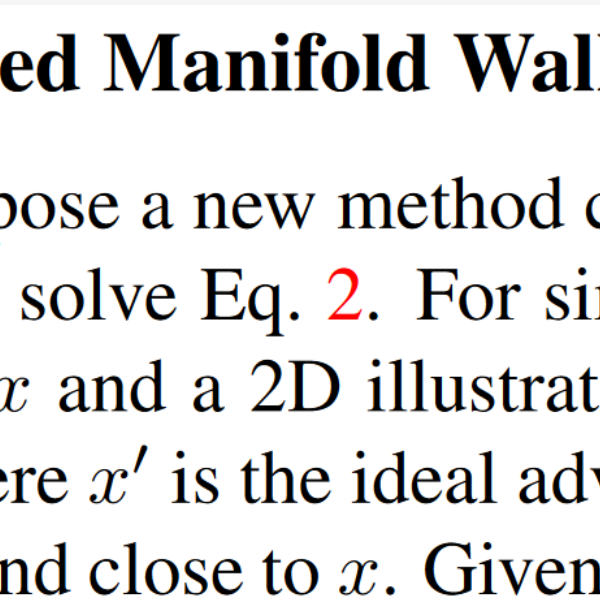 ed Manifold Wal
pose a new method c
solve Eq. 2. For sin
x and a 2D illustrat
ere x′ is the ideal adv
nd close to x. Given